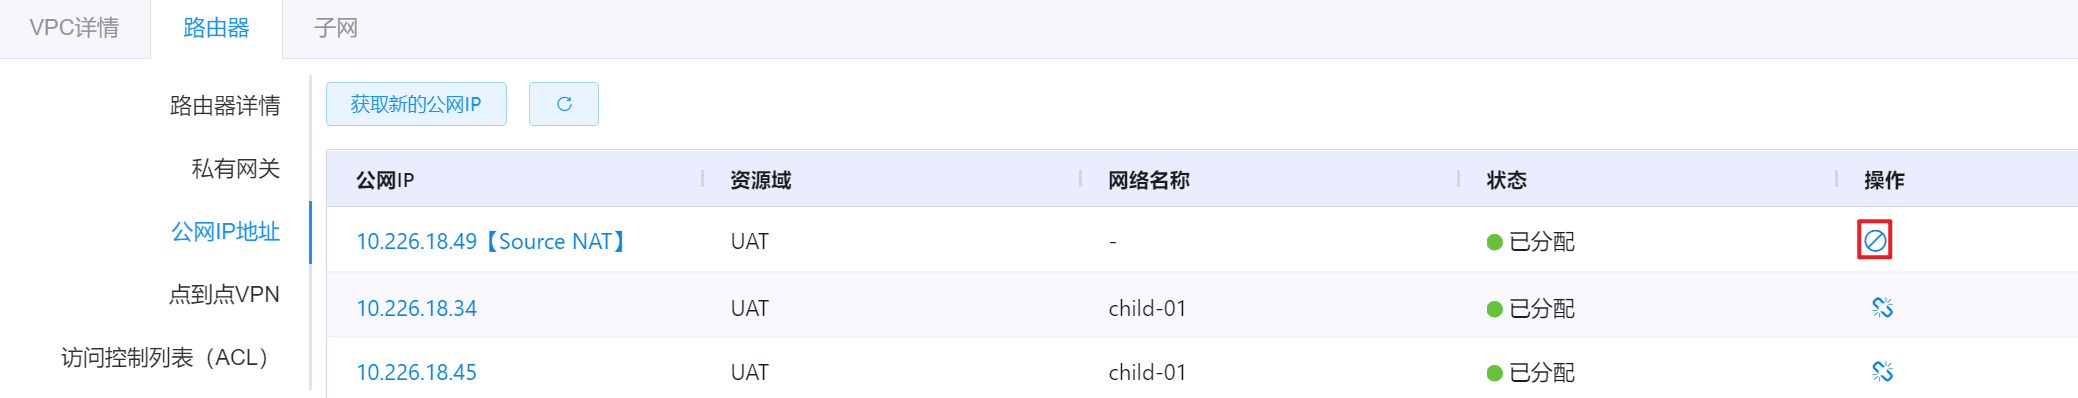 VPC详情 路由器 子网
路由器详情
私有网关
公网IP地址
点到点VPN
访问控制列表（ACL）
获取新的公网IP
公网IP 资源域 网络名称 状态 操作
10.226.18.49【Source NAT】 UAT - 已分配
10.226.18.34 UAT child-01 已分配
10.226.18.45 UAT child-01 已分配